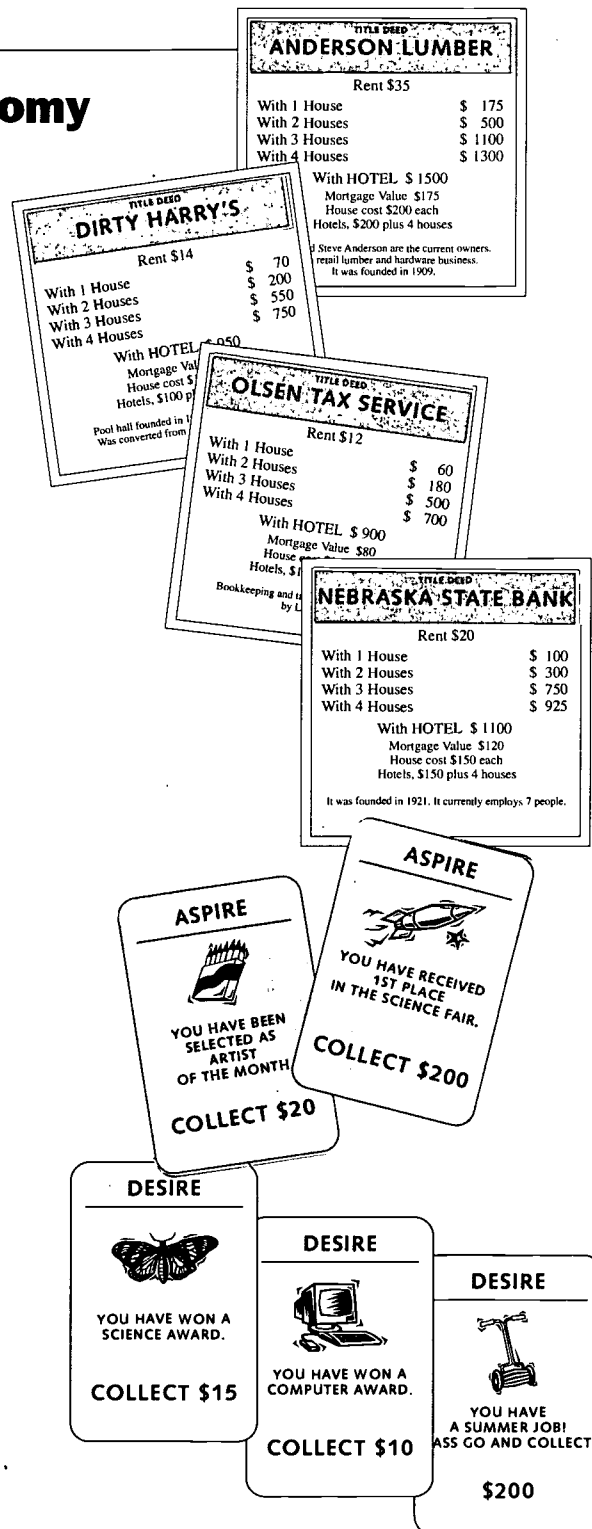 omy
TITLE DEED
ANDERSON LUMBER
Rent $35
With 1 House $ 175
With 2 Houses $ 500
With 3 Houses $ 1100
With 4 Houses $ 1300
With HOTEL $ 1500
Mortgage Value $175
House cost $200 each
Hotels, $200 plus 4 houses
Steve Anderson are the current owners.
retail lumber and hardware business.
It was founded in 1909.
TITLE DEED
DIRTY HARRY'S
Rent $14
With 1 House $ 70
With 2 Houses $ 200
With 3 Houses $ 550
With 4 Houses $ 750
With HOTEL $ 950
Mortgage Val
House cost $
Hotels, $100 pl
Pool hall founded in 1
Was converted from
TITLE DEED
OLSEN TAX SERVICE
Rent $12
With 1 House $ 60
With 2 Houses $ 180
With 3 Houses $ 500
With 4 Houses $ 700
With HOTEL $ 900
Mortgage Value $80
House
Hotels, $1
Bookkeeping and
by L
TITLE DEED
NEBRASKA STATE BANK
Rent $20
With 1 House $ 100
With 2 Houses $ 300
With 3 Houses $ 750
With 4 Houses $ 925
With HOTEL $ 1100
Mortgage Value $120
House cost $150 each
Hotels, $150 plus 4 houses
It was founded in 1921. It currently employs 7 people.
ASPIRE
YOU HAVE RECEIVED
1ST PLACE
IN THE SCIENCE FAIR.
COLLECT $200
ASPIRE
YOU HAVE BEEN
SELECTED AS
ARTIST
OF THE MONTH
COLLECT $20
DESIRE
YOU HAVE WON A
SCIENCE AWARD.
COLLECT $15
DESIRE
YOU HAVE WON A
COMPUTER AWARD.
COLLECT $10
DESIRE
YOU HAVE
A SUMMER JOB!
ASS GO AND COLLECT
$200